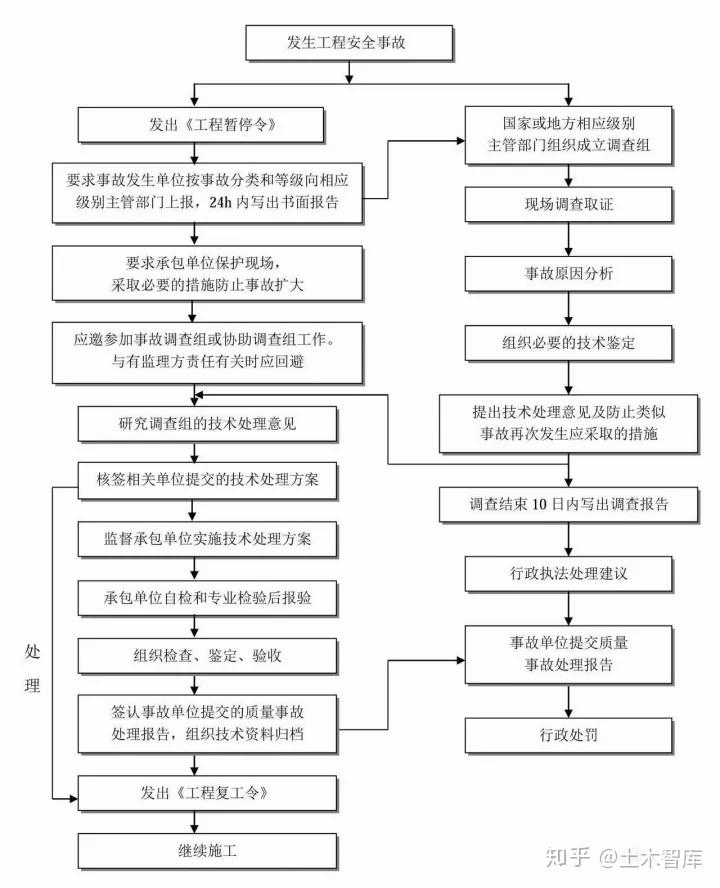 发生工程安全事故
发出《工程暂停令》
要求事故发生单位按事故分类和等级向相应
级别主管部门上报，24h 内写出书面报告
要求承包单位保护现场，
采取必要的措施防止事故扩大
应邀参加事故调查组或协助调查组工作。
与有监理方责任有关时应回避
研究调查组的技术处理意见
核签相关单位提交的技术处理方案
监督承包单位实施技术处理方案
承包单位自检和专业检验后报验
组织检查、鉴定、验收
签认事故单位提交的质量事故
处理报告，组织技术资料归档
发出《工程复工令》
继续施工
处
理
国家或地方相应级别
主管部门组织成立调查组
现场调查取证
事故原因分析
组织必要的技术鉴定
提出技术处理意见及防止类似
事故再次发生应采取的措施
调查结束 10 日内写出调查报告
行政执法处理建议
事故单位提交质量
事故处理报告
行政处罚
知乎 @土木智库